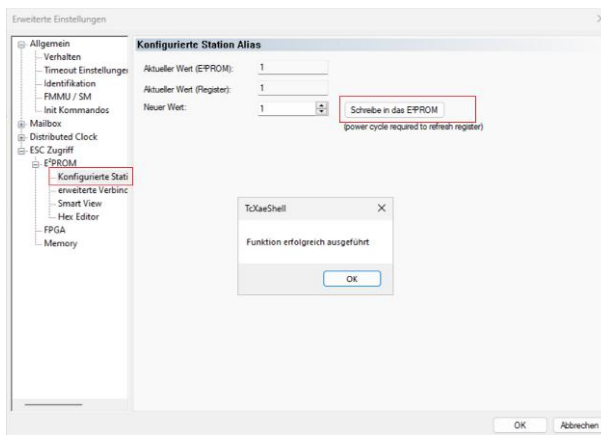 Erweiterte Einstellungen
Allgemein
Verhalten
Timeout Einstellungen
Identifikation
FMMU / SM
Init Kommandos
Mailbox
Distributed Clock
ESC Zugriff
E²PROM
Konfigurierte Stati
erweiterte Verbinc
Smart View
Hex Editor
FPGA
Memory
Konfigurierte Station Alias
Aktueller Wert (E²PROM): 1
Aktueller Wert (Register): 1
Neuer Wert: 1 Schreibe in das E²PROM
(power cycle required to refresh register)
TcXaeShell
Funktion erfolgreich ausgeführt
OK
OK Abbrechen